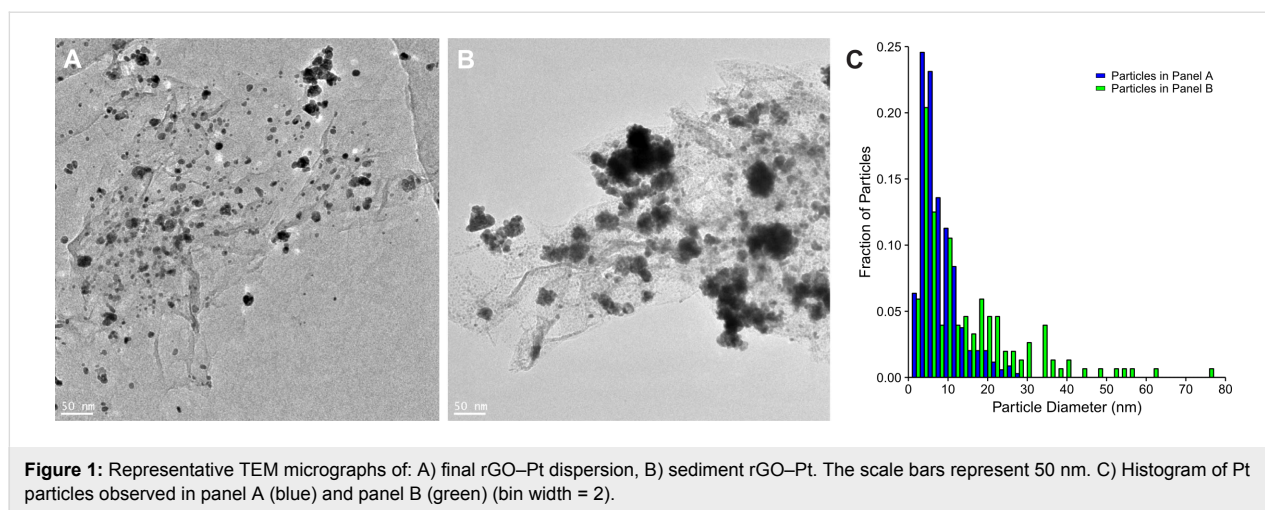 A
B
C
50 nm
50 nm
0.25
0.20
0.15
0.10
0.05
0.00
Fraction of Particles
Particles in Panel A
Particles in Panel B
0 10 20 30 40 50 60 70 80
Particle Diameter (nm)
Figure 1: Representative TEM micrographs of: A) final rGO–Pt dispersion, B) sediment rGO–Pt. The scale bars represent 50 nm. C) Histogram of Pt
particles observed in panel A (blue) and panel B (green) (bin width = 2).